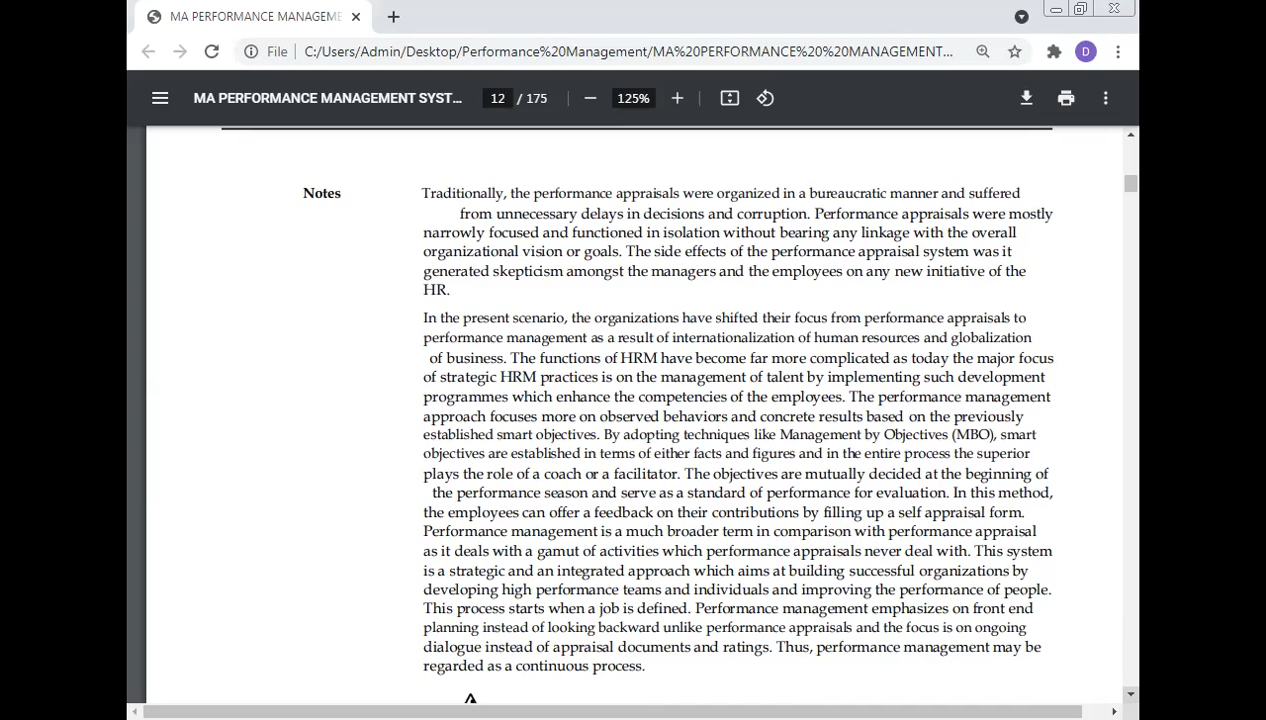 MA PERFORMANCE MANAGEME
File C:/Users/Admin/Desktop/Performance%20Management/MA%20PERFORMANCE%20%20MANAGEMENT... D
MA PERFORMANCE MANAGEMENT SYST... 12 / 175 125%
Notes
Traditionally, the performance appraisals were organized in a bureaucratic manner and suffered
from unnecessary delays in decisions and corruption. Performance appraisals were mostly
narrowly focused and functioned in isolation without bearing any linkage with the overall
organizational vision or goals. The side effects of the performance appraisal system was it
generated skepticism amongst the managers and the employees on any new initiative of the
HR.
In the present scenario, the organizations have shifted their focus from performance appraisals to
performance management as a result of internationalization of human resources and globalization
of business. The functions of HRM have become far more complicated as today the major focus
of strategic HRM practices is on the management of talent by implementing such development
programmes which enhance the competencies of the employees. The performance management
approach focuses more on observed behaviors and concrete results based on the previously
established smart objectives. By adopting techniques like Management by Objectives (MBO), smart
objectives are established in terms of either facts and figures and in the entire process the superior
plays the role of a coach or a facilitator. The objectives are mutually decided at the beginning of
the performance season and serve as a standard of performance for evaluation. In this method,
the employees can offer a feedback on their contributions by filling up a self appraisal form.
Performance management is a much broader term in comparison with performance appraisal
as it deals with a gamut of activities which performance appraisals never deal with. This system
is a strategic and an integrated approach which aims at building successful organizations by
developing high performance teams and individuals and improving the performance of people.
This process starts when a job is defined. Performance management emphasizes on front end
planning instead of looking backward unlike performance appraisals and the focus is on ongoing
dialogue instead of appraisal documents and ratings. Thus, performance management may be
regarded as a continuous process.